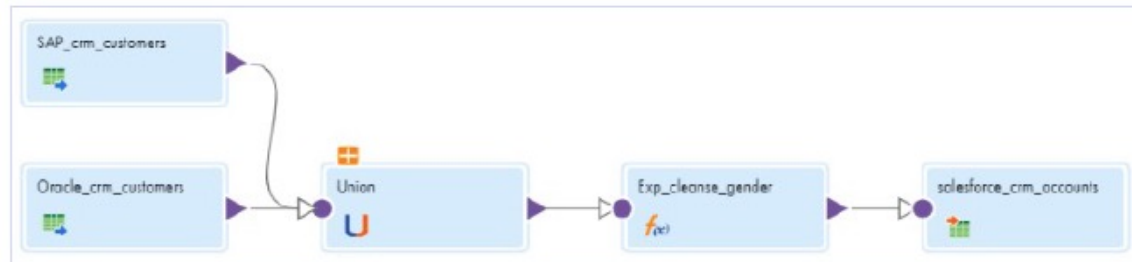 SAP_crm_customers
Oracle_crm_customers
Union
Exp_cleanse_gender
salesforce_crm_accounts
f(x)